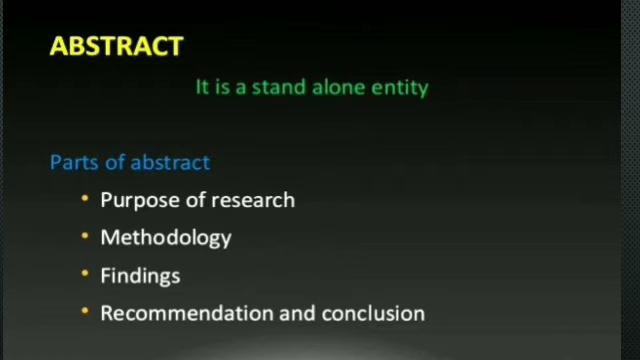 ABSTRACT
It is a stand alone entity
Parts of abstract
• Purpose of research
• Methodology
• Findings
• Recommendation and conclusion